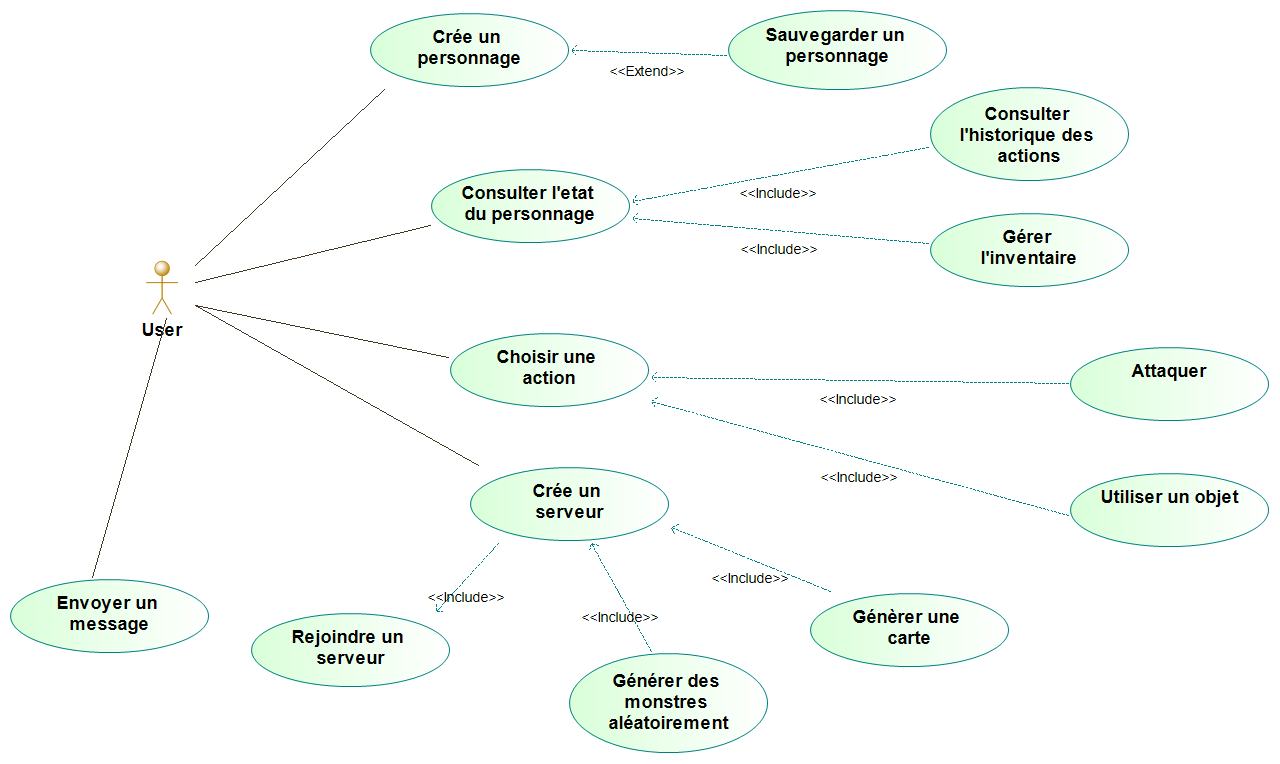 Crée un
personnage
Sauvegarder un
personnage
<<Extend>>
Consulter
l'historique des
actions
Consulter l'etat
du personnage
<<Include>>
Gérer
l'inventaire
<<Include>>
User
Choisir une
action
Attaquer
<<Include>>
<<Include>>
Utiliser un objet
Crée un
serveur
<<Include>>
<<Include>>
<<Include>>
Envoyer un
message
Rejoindre un
serveur
Génèrer une
carte
Générer des
monstres
aléatoirement